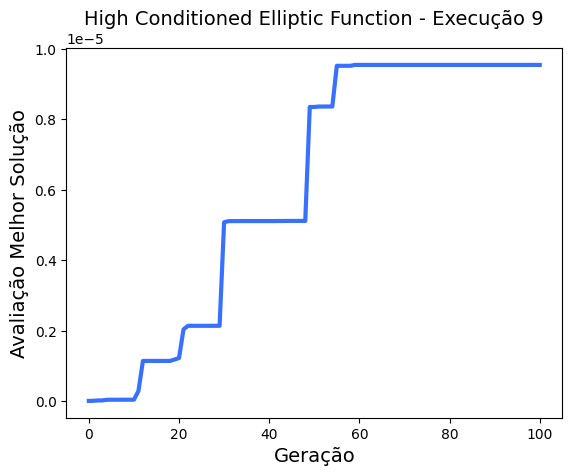 High Conditioned Elliptic Function - Execução 9
1e−5
1.0
0.8
0.6
0.4
0.2
0.0
Avaliação Melhor Solução
0 20 40 60 80 100
Geração